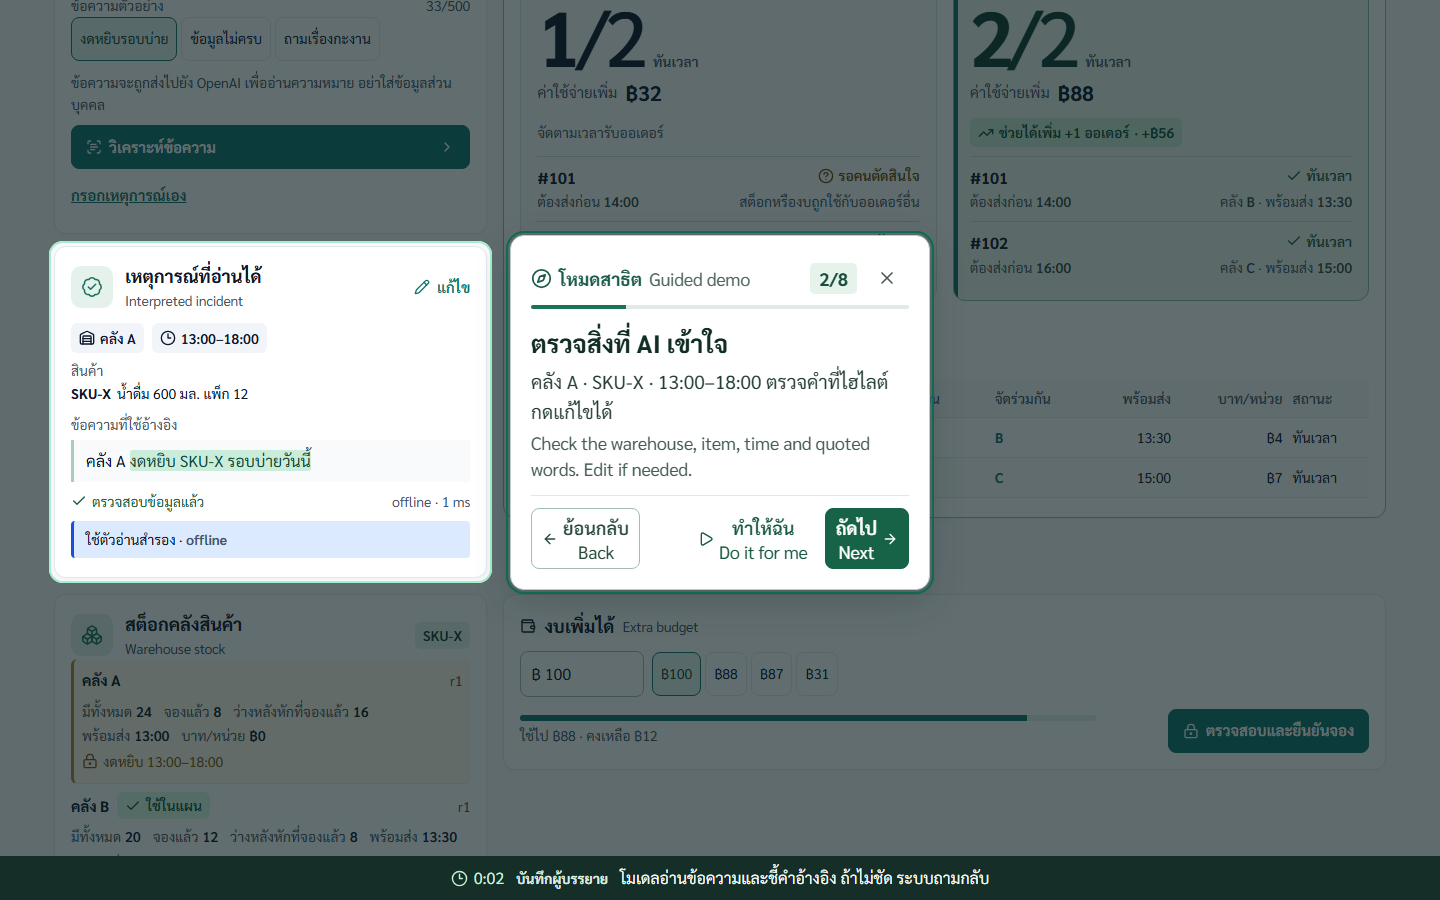 ข้อความตัวอย่าง 33/500
งดหยิบรอบบ่าย ข้อมูลไม่ครบ ถามเรื่องกะงาน
ข้อความจะถูกส่งไปยัง OpenAI เพื่ออ่านความหมาย อย่าใส่ข้อมูลส่วน
บุคคล
วิเคราะห์ข้อความ
กรอกเหตุการณ์เอง
1/2 ทันเวลา
ค่าใช้จ่ายเพิ่ม ฿32
จัดตามเวลารับออเดอร์
#101 รอคนตัดสินใจ
ต้องส่งก่อน 14:00 สต็อกหรืองบถูกใช้กับออเดอร์อื่น
2/2 ทันเวลา
ค่าใช้จ่ายเพิ่ม ฿88
ช่วยได้เพิ่ม +1 ออเดอร์ · +฿56
#101 ทันเวลา
ต้องส่งก่อน 14:00 คลัง B · พร้อมส่ง 13:30
#102 ทันเวลา
ต้องส่งก่อน 16:00 คลัง C · พร้อมส่ง 15:00
เหตุการณ์ที่อ่านได้
Interpreted incident
แก้ไข
คลัง A 13:00–18:00
สินค้า
SKU-X น้ำดื่ม 600 มล. แพ็ก 12
ข้อความที่ใช้อ้างอิง
คลัง A งดหยิบ SKU-X รอบบ่ายวันนี้
ตรวจสอบข้อมูลแล้ว offline · 1 ms
ใช้ตัวอ่านสำรอง · offline
โหมดสาธิต Guided demo 2/8
ตรวจสิ่งที่ AI เข้าใจ
คลัง A · SKU-X · 13:00–18:00 ตรวจคำที่ไฮไลต์
กดแก้ไขได้
Check the warehouse, item, time and quoted
words. Edit if needed.
ย้อนกลับ
Back
ทำให้ฉัน
Do it for me
ถัดไป
Next
จัดร่วมกัน พร้อมส่ง บาท/หน่วย สถานะ
B 13:30 ฿4 ทันเวลา
C 15:00 ฿7 ทันเวลา
สต็อกคลังสินค้า
Warehouse stock
SKU-X
คลัง A r1
มีทั้งหมด 24 จองแล้ว 8 ว่างหลังหักที่จองแล้ว 16
พร้อมส่ง 13:00 บาท/หน่วย ฿0
งดหยิบ 13:00–18:00
คลัง B ใช้ในแผน r1
มีทั้งหมด 20 จองแล้ว 12 ว่างหลังหักที่จองแล้ว 8 พร้อมส่ง 13:30
งบเพิ่มได้ Extra budget
฿ 100 ฿100 ฿88 ฿87 ฿31
ใช้ไป ฿88 · คงเหลือ ฿12
ตรวจสอบและยืนยันจอง
0:02 บันทึกผู้บรรยาย โมเดลอ่านข้อความและชี้คำอ้างอิง ถ้าไม่ชัด ระบบถามกลับ